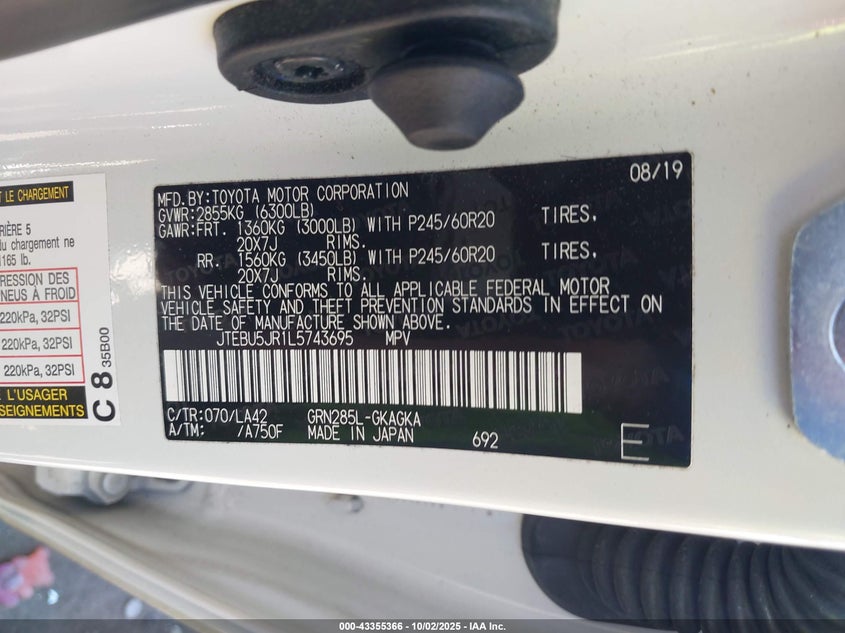 T LE CHARGEMENT
RIÈRE 5
du chargement ne
1165 lb.
RESSION DES
NEUS À FROID
220kPa, 32PSI
220kPa, 32PSI
220kPa, 32PSI
L'USAGER
SEIGNEMENTS
C 8 35B00
08/19
MFD. BY: TOYOTA MOTOR CORPORATION
GVWR: 2855KG (6300LB)
GAWR: FRT. 1360KG (3000LB) WITH P245/60R20 TIRES,
20X7J RIMS.
RR. 1560KG (3450LB) WITH P245/60R20 TIRES,
20X7J RIMS.
THIS VEHICLE CONFORMS TO ALL APPLICABLE FEDERAL MOTOR
VEHICLE SAFETY AND THEFT PREVENTION STANDARDS IN EFFECT ON
THE DATE OF MANUFACTURE SHOWN ABOVE.
JTEBU5JR1L5743695 MPV
C/TR: 070/LA42 GRN285L-GKAGKA
A/TM: /A750F MADE IN JAPAN 692 E
000-43355366 - 10/02/2025 - IAA Inc.